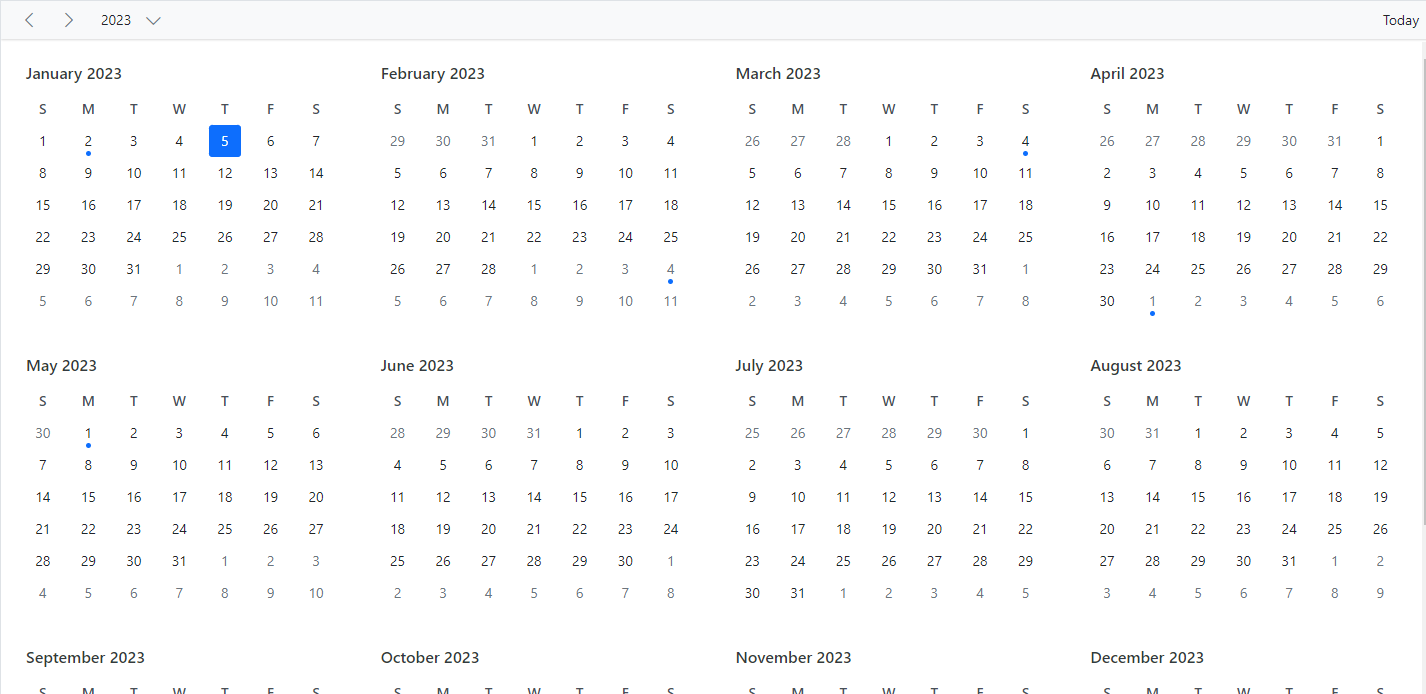 2023 Today
January 2023 February 2023 March 2023 April 2023
S M T W T F S S M T W T F S S M T W T F S S M T W T F S
1 2 3 4 5 6 7 29 30 31 1 2 3 4 26 27 28 1 2 3 4 26 27 28 29 30 31 1
8 9 10 11 12 13 14 5 6 7 8 9 10 11 5 6 7 8 9 10 11 2 3 4 5 6 7 8
15 16 17 18 19 20 21 12 13 14 15 16 17 18 12 13 14 15 16 17 18 9 10 11 12 13 14 15
22 23 24 25 26 27 28 19 20 21 22 23 24 25 19 20 21 22 23 24 25 16 17 18 19 20 21 22
29 30 31 1 2 3 4 26 27 28 1 2 3 4 26 27 28 29 30 31 1 23 24 25 26 27 28 29
5 6 7 8 9 10 11 5 6 7 8 9 10 11 2 3 4 5 6 7 8 30 1 2 3 4 5 6
May 2023 June 2023 July 2023 August 2023
S M T W T F S S M T W T F S S M T W T F S S M T W T F S
30 1 2 3 4 5 6 28 29 30 31 1 2 3 25 26 27 28 29 30 1 30 31 1 2 3 4 5
7 8 9 10 11 12 13 4 5 6 7 8 9 10 2 3 4 5 6 7 8 6 7 8 9 10 11 12
14 15 16 17 18 19 20 11 12 13 14 15 16 17 9 10 11 12 13 14 15 13 14 15 16 17 18 19
21 22 23 24 25 26 27 18 19 20 21 22 23 24 16 17 18 19 20 21 22 20 21 22 23 24 25 26
28 29 30 31 1 2 3 25 26 27 28 29 30 1 23 24 25 26 27 28 29 27 28 29 30 31 1 2
4 5 6 7 8 9 10 2 3 4 5 6 7 8 30 31 1 2 3 4 5 3 4 5 6 7 8 9
September 2023 October 2023 November 2023 December 2023
S M T W T F S S M T W T F S S M T W T F S S M T W T F S